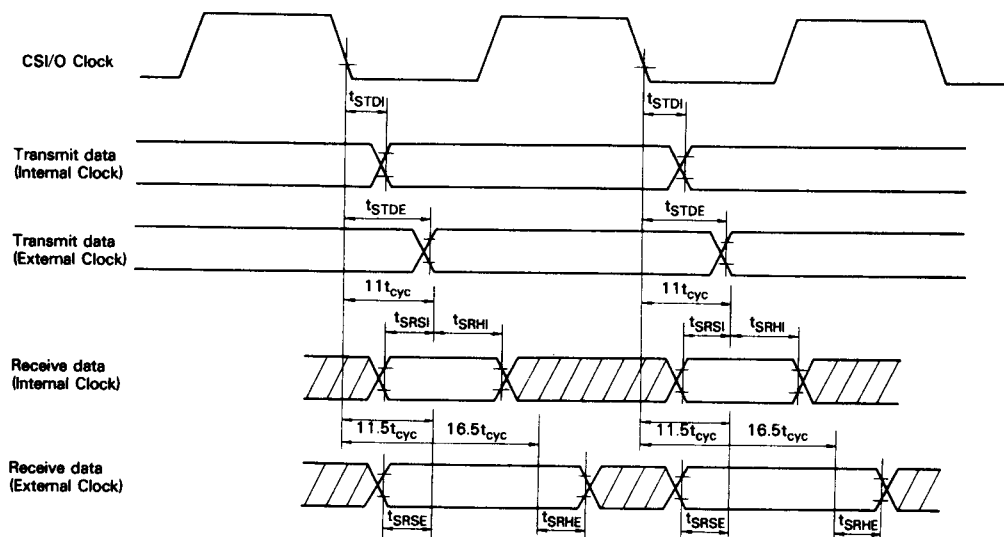 CSI/O Clock
tSTDI tSTDI
Transmit data
(Internal Clock)
tSTDE tSTDE
Transmit data
(External Clock)
11tcyc 11tcyc
tSRSI tSRHI tSRSI tSRHI
Receive data
(Internal Clock)
11.5tcyc 16.5tcyc 11.5tcyc 16.5tcyc
Receive data
(External Clock)
tSRSE tSRHE tSRSE tSRHE